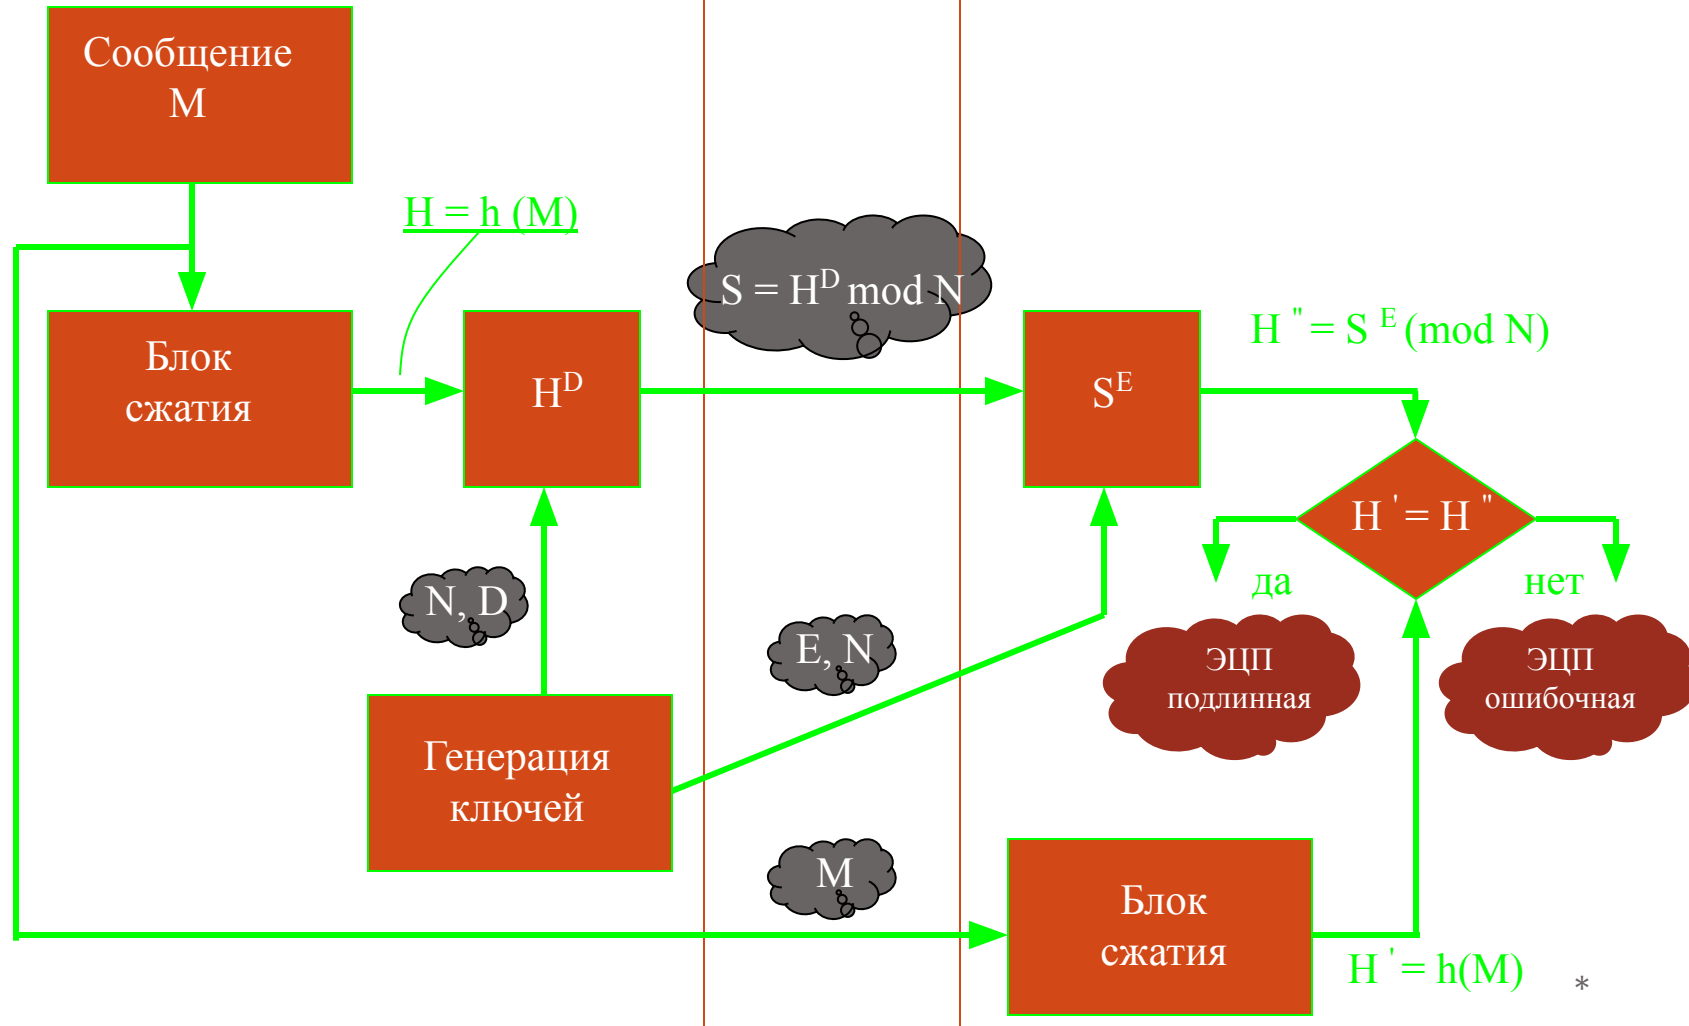 Сообщение
М
H = h (M)
S = H^D mod N
Блок
сжатия
H^D
S^E
H " = S ^E (mod N)
H ' = H "
да
нет
N, D
E, N
ЭЦП
подлинная
ЭЦП
ошибочная
Генерация
ключей
M
Блок
сжатия
H ' = h(M)
*